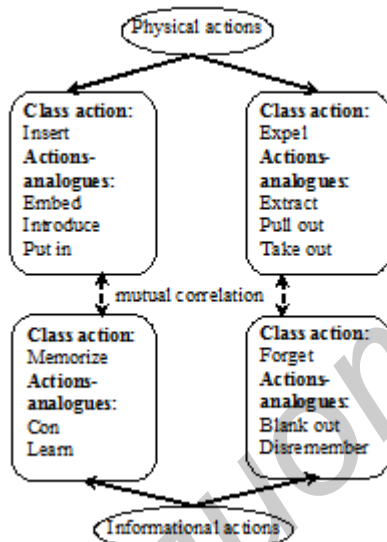 Physical actions
Class action:
Insert
Actions-
analogues:
Embed
Introduce
Put in
Class action:
Expel
Actions-
analogues:
Extract
Pull out
Take out
mutual correlation
Class action:
Memorize
Actions-
analogues:
Con
Learn
Class action:
Forget
Actions-
analogues:
Blank out
Disremember
Informational actions